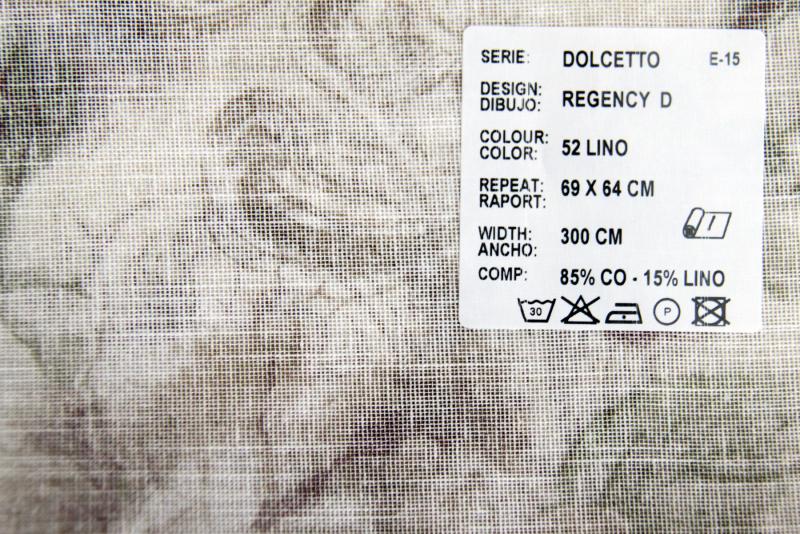 SERIE: DOLCETTO E-15
DESIGN:
DIBUJO: REGENCY D
COLOUR:
COLOR: 52 LINO
REPEAT:
RAPORT: 69 X 64 CM
WIDTH:
ANCHO: 300 CM
COMP: 85% CO - 15% LINO
30 P